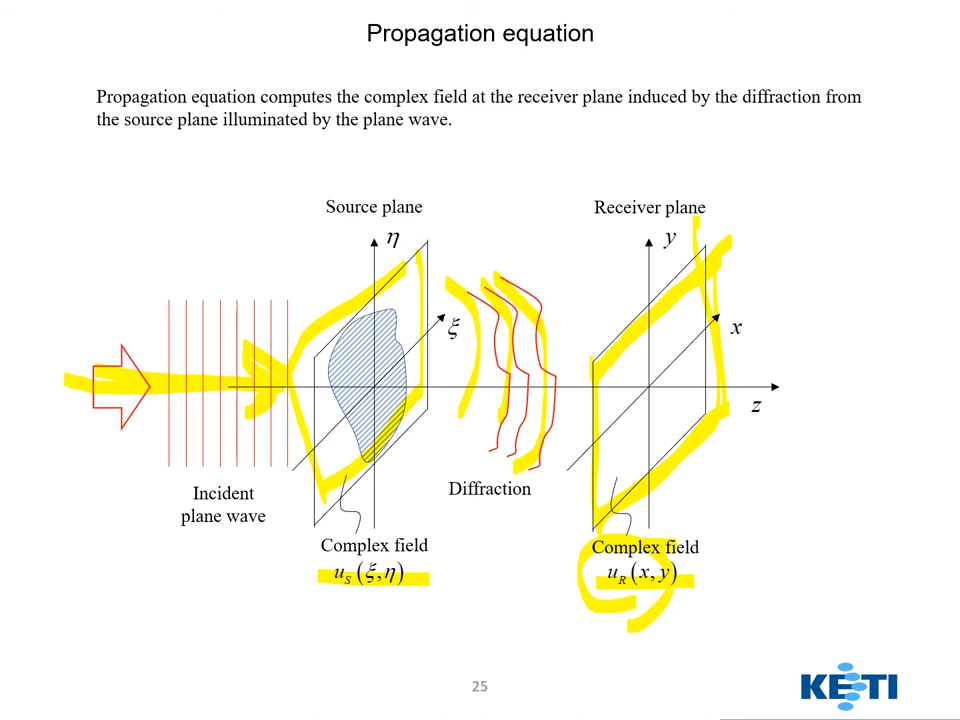 Propagation equation
Propagation equation computes the complex field at the receiver plane induced by the diffraction from
the source plane illuminated by the plane wave.
Source plane
Receiver plane
η
y
ξ
x
z
Incident
plane wave
Diffraction
Complex field
u_S (ξ,η)
Complex field
u_R (x, y)
25
KETI